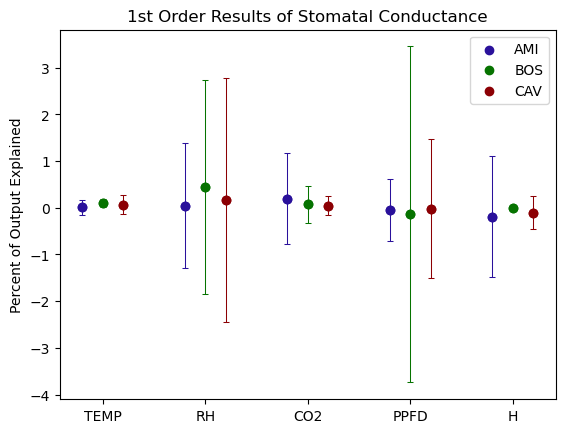 1st Order Results of Stomatal Conductance
AMI
BOS
CAV
Percent of Output Explained
3
2
1
0
−1
−2
−3
−4
TEMP RH CO2 PPFD H